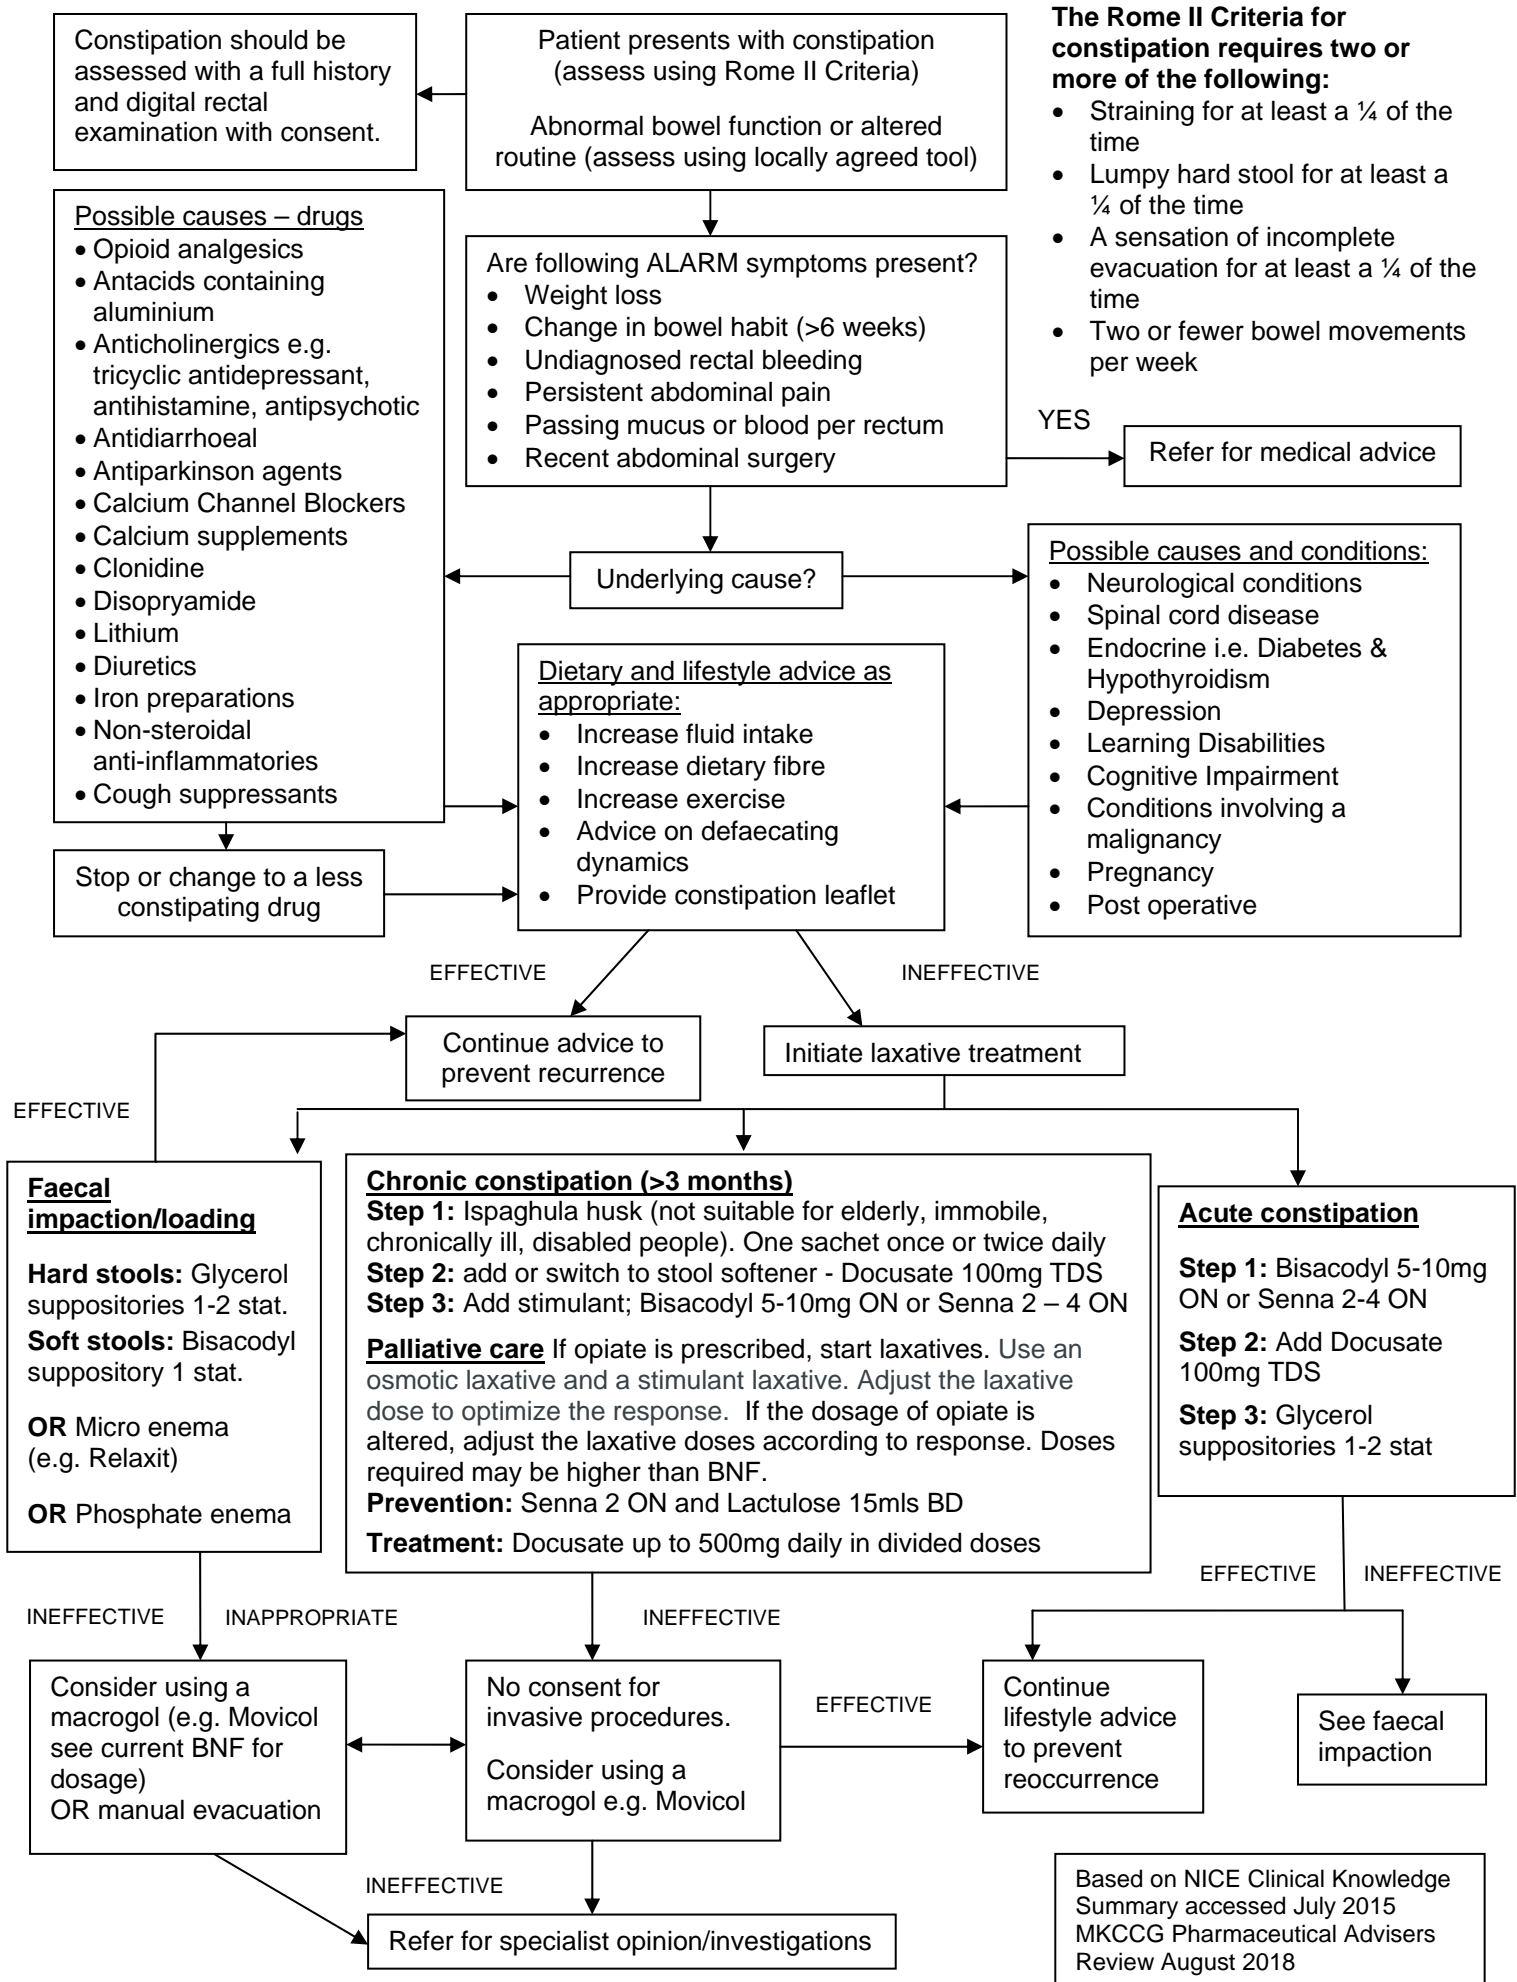 Constipation should be
assessed with a full history
and digital rectal
examination with consent.
Patient presents with constipation
(assess using Rome II Criteria)
Abnormal bowel function or altered
routine (assess using locally agreed tool)
The Rome II Criteria for
constipation requires two or
more of the following:
• Straining for at least a ¼ of the
time
• Lumpy hard stool for at least a
¼ of the time
• A sensation of incomplete
evacuation for at least a ¼ of the
time
• Two or fewer bowel movements
per week
Possible causes – drugs
• Opioid analgesics
• Antacids containing
aluminium
• Anticholinergics e.g.
tricyclic antidepressant,
antihistamine, antipsychotic
• Antidiarrhoeal
• Antiparkinson agents
• Calcium Channel Blockers
• Calcium supplements
• Clonidine
• Disopryamide
• Lithium
• Diuretics
• Iron preparations
• Non-steroidal
anti-inflammatories
• Cough suppressants
Are following ALARM symptoms present?
• Weight loss
• Change in bowel habit (>6 weeks)
• Undiagnosed rectal bleeding
• Persistent abdominal pain
• Passing mucus or blood per rectum
• Recent abdominal surgery
YES
Refer for medical advice
Underlying cause?
Possible causes and conditions:
• Neurological conditions
• Spinal cord disease
• Endocrine i.e. Diabetes &
Hypothyroidism
• Depression
• Learning Disabilities
• Cognitive Impairment
• Conditions involving a
malignancy
• Pregnancy
• Post operative
Dietary and lifestyle advice as
appropriate:
• Increase fluid intake
• Increase dietary fibre
• Increase exercise
• Advice on defaecating
dynamics
• Provide constipation leaflet
Stop or change to a less
constipating drug
EFFECTIVE
INEFFECTIVE
Continue advice to
prevent recurrence
Initiate laxative treatment
EFFECTIVE
Faecal
impaction/loading
Hard stools: Glycerol
suppositories 1-2 stat.
Soft stools: Bisacodyl
suppository 1 stat.
OR Micro enema
(e.g. Relaxit)
OR Phosphate enema
Chronic constipation (>3 months)
Step 1: Ispaghula husk (not suitable for elderly, immobile,
chronically ill, disabled people). One sachet once or twice daily
Step 2: add or switch to stool softener - Docusate 100mg TDS
Step 3: Add stimulant; Bisacodyl 5-10mg ON or Senna 2 – 4 ON
Palliative care If opiate is prescribed, start laxatives. Use an
osmotic laxative and a stimulant laxative. Adjust the laxative
dose to optimize the response. If the dosage of opiate is
altered, adjust the laxative doses according to response. Doses
required may be higher than BNF.
Prevention: Senna 2 ON and Lactulose 15mls BD
Treatment: Docusate up to 500mg daily in divided doses
Acute constipation
Step 1: Bisacodyl 5-10mg
ON or Senna 2-4 ON
Step 2: Add Docusate
100mg TDS
Step 3: Glycerol
suppositories 1-2 stat
EFFECTIVE
INEFFECTIVE
INEFFECTIVE
INAPPROPRIATE
INEFFECTIVE
Consider using a
macrogol (e.g. Movicol
see current BNF for
dosage)
OR manual evacuation
No consent for
invasive procedures.
Consider using a
macrogol e.g. Movicol
EFFECTIVE
Continue
lifestyle advice
to prevent
reoccurrence
See faecal
impaction
INEFFECTIVE
Refer for specialist opinion/investigations
Based on NICE Clinical Knowledge
Summary accessed July 2015
MKCCG Pharmaceutical Advisers
Review August 2018